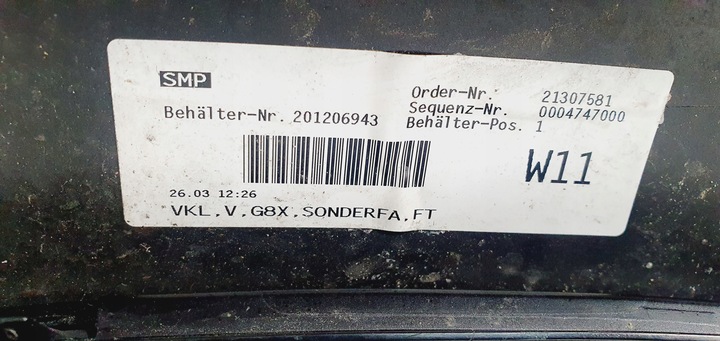 SMP
Order-Nr. 21307581
Behälter-Nr. 201206943
Sequenz-Nr. 0004747000
Behälter-Pos. 1
W11
26.03 12:26
VKL.V.G8X.SONDERFA.FT